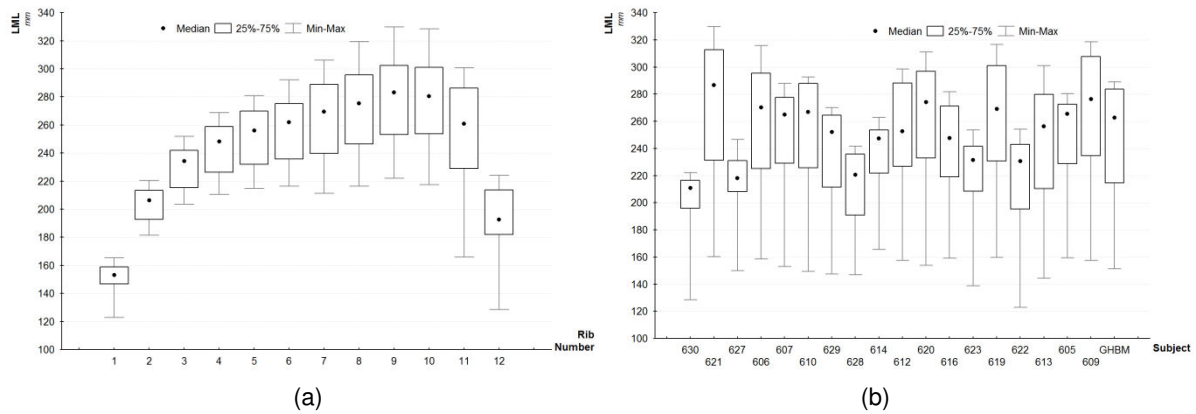 LML mm
340
320
300
280
260
240
220
200
180
160
140
120
100
Median 25%-75% Min-Max
1 2 3 4 5 6 7 8 9 10 11 12
Rib Number
(a)
LML mm
340
320
300
280
260
240
220
200
180
160
140
120
100
Median 25%-75% Min-Max
630 627 607 629 614 620 623 622 605 GHBM
621 606 610 628 612 616 619 613 609
Subject
(b)